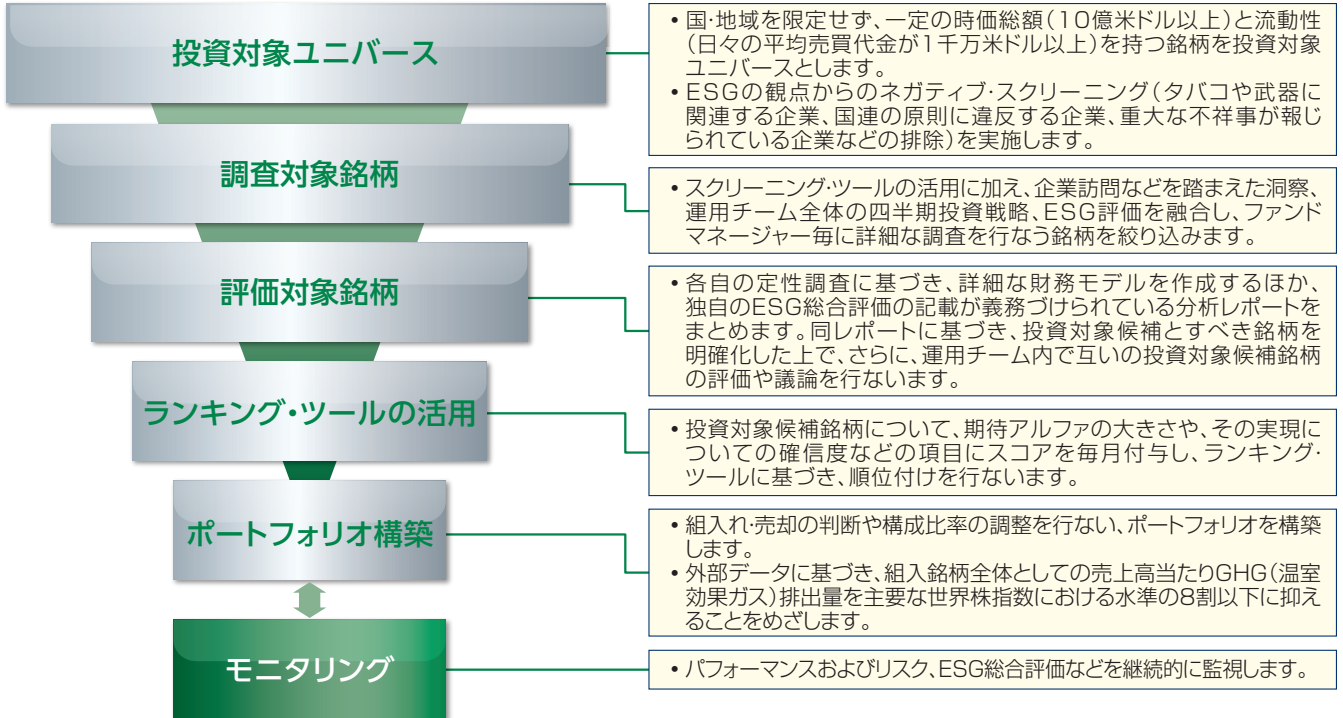 投資対象ユニバース
・国・地域を限定せず、一定の時価総額（10億米ドル以上）と流動性
（日々の平均売買代金が1千万米ドル以上）を持つ銘柄を投資対象
ユニバースとします。
・ESGの観点からのネガティブ・スクリーニング（タバコや武器に
関連する企業、国連の原則に違反する企業、重大な不祥事が報じ
られている企業などの排除）を実施します。
調査対象銘柄
・スクリーニング・ツールの活用に加え、企業訪問などを踏まえた洞察、
運用チーム全体の四半期投資戦略、ESG評価を融合し、ファンド
マネージャー毎に詳細な調査を行なう銘柄を絞り込みます。
評価対象銘柄
・各自の定性調査に基づき、詳細な財務モデルを作成するほか、
独自のESG総合評価の記載が義務づけられている分析レポートを
まとめます。同レポートに基づき、投資対象候補とすべき銘柄を
明確化した上で、さらに、運用チーム内で互いの投資対象候補銘柄
の評価や議論を行ないます。
ランキング・ツールの活用
・投資対象候補銘柄について、期待アルファの大きさや、その実現に
ついての確信度などの項目にスコアを毎月付与し、ランキング・
ツールに基づき、順位付けを行ないます。
ポートフォリオ構築
・組入れ・売却の判断や構成比率の調整を行ない、ポートフォリオを構築
します。
・外部データに基づき、組入銘柄全体としての売上高当たりGHG（温室
効果ガス）排出量を主要な世界株指数における水準の8割以下に抑え
ることをめざします。
モニタリング
・パフォーマンスおよびリスク、ESG総合評価などを継続的に監視します。